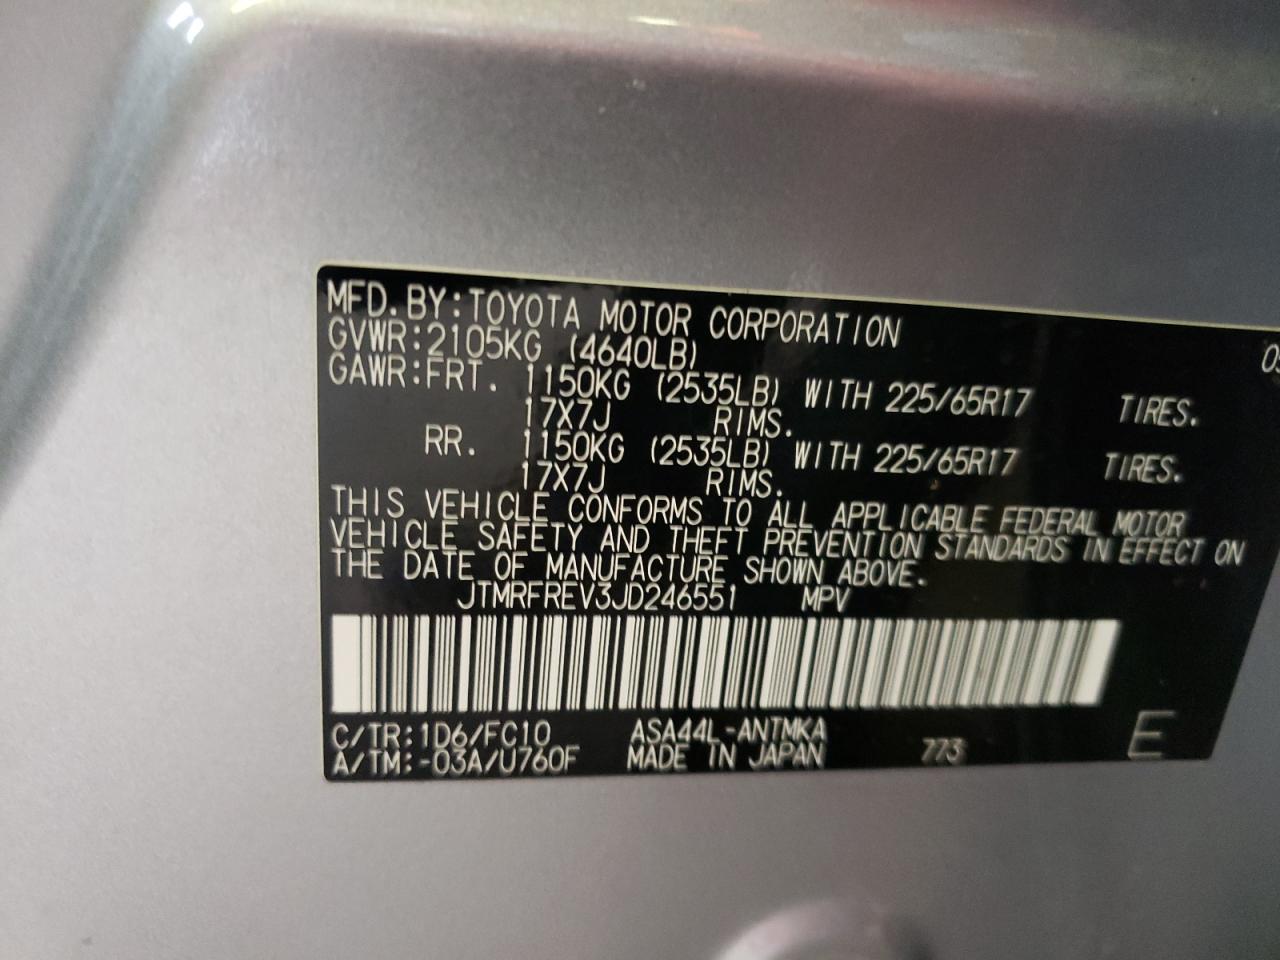 MFD. BY: TOYOTA MOTOR CORPORATION
GVWR: 2105KG (4640LB)
GAWR: FRT. 1150KG (2535LB) WITH 225/65R17 TIRES.
17X7J RIMS.
RR. 1150KG (2535LB) WITH 225/65R17 TIRES.
17X7J RIMS.
THIS VEHICLE CONFORMS TO ALL APPLICABLE FEDERAL MOTOR
VEHICLE SAFETY AND THEFT PREVENTION STANDARDS IN EFFECT ON
THE DATE OF MANUFACTURE SHOWN ABOVE.
JTMRFREV3JD246551 MPV
C/TR: 1D6/FC10 ASA44L-ANTMKA
A/TM: -03A/U760F MADE IN JAPAN 773 E